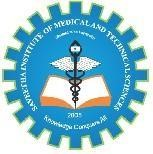 SAVEETHA INSTITUTE OF MEDICAL AND TECHNICAL SCIENCES
2005
Knowledge Conquers All